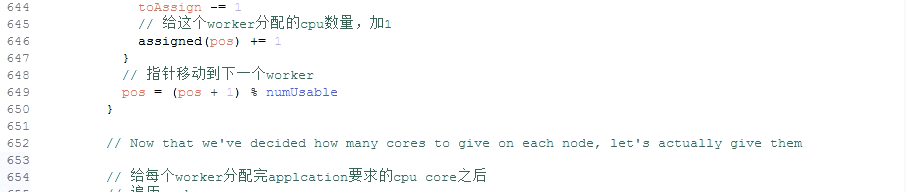 644 toAssign -= 1
645 // 给这个worker分配的cpu数量，加1
646 assigned(pos) += 1
647 }
648 // 指针移动到下一个worker
649 pos = (pos + 1) % numUsable
650 }
651
652 // Now that we've decided how many cores to give on each node, let's actually give them
653
654 // 给每个worker分配完applcation要求的cpu core之后